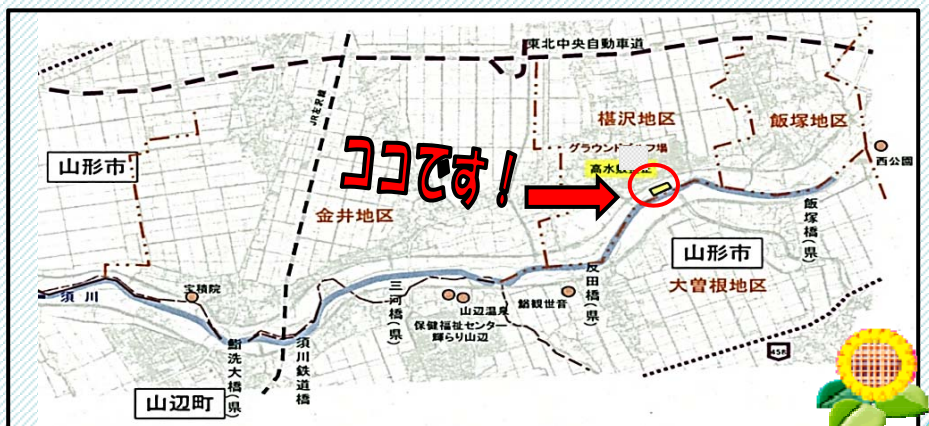 東北中央自動車道
JR左沢線
椹沢地区
飯塚地区
グラウンド
西公園
山形市
ココです！
高水敷
金井地区
飯塚橋(県)
山形市
大曽根地区
須川
宝積院
三河橋(県)
山辺温泉
保健福祉センター
輝らり山辺
鮨観世音
反田橋(県)
鮨洗大橋(県)
須川鉄道橋
458
山辺町